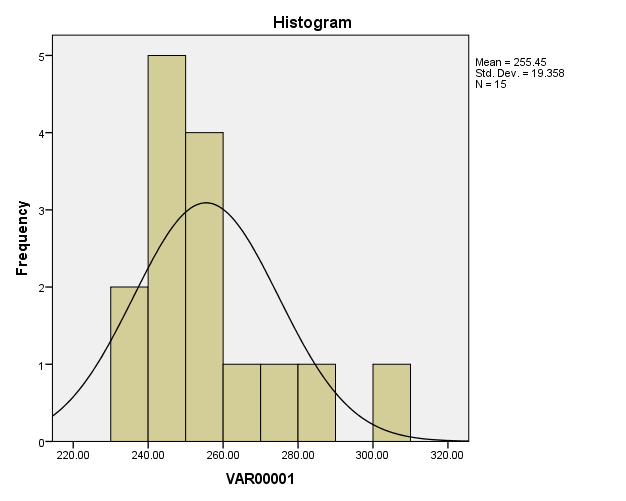 Histogram
Mean = 255.45
Std. Dev. = 19.358
N = 15
Frequency
5
4
3
2
1
0
220.00 240.00 260.00 280.00 300.00 320.00
VAR00001